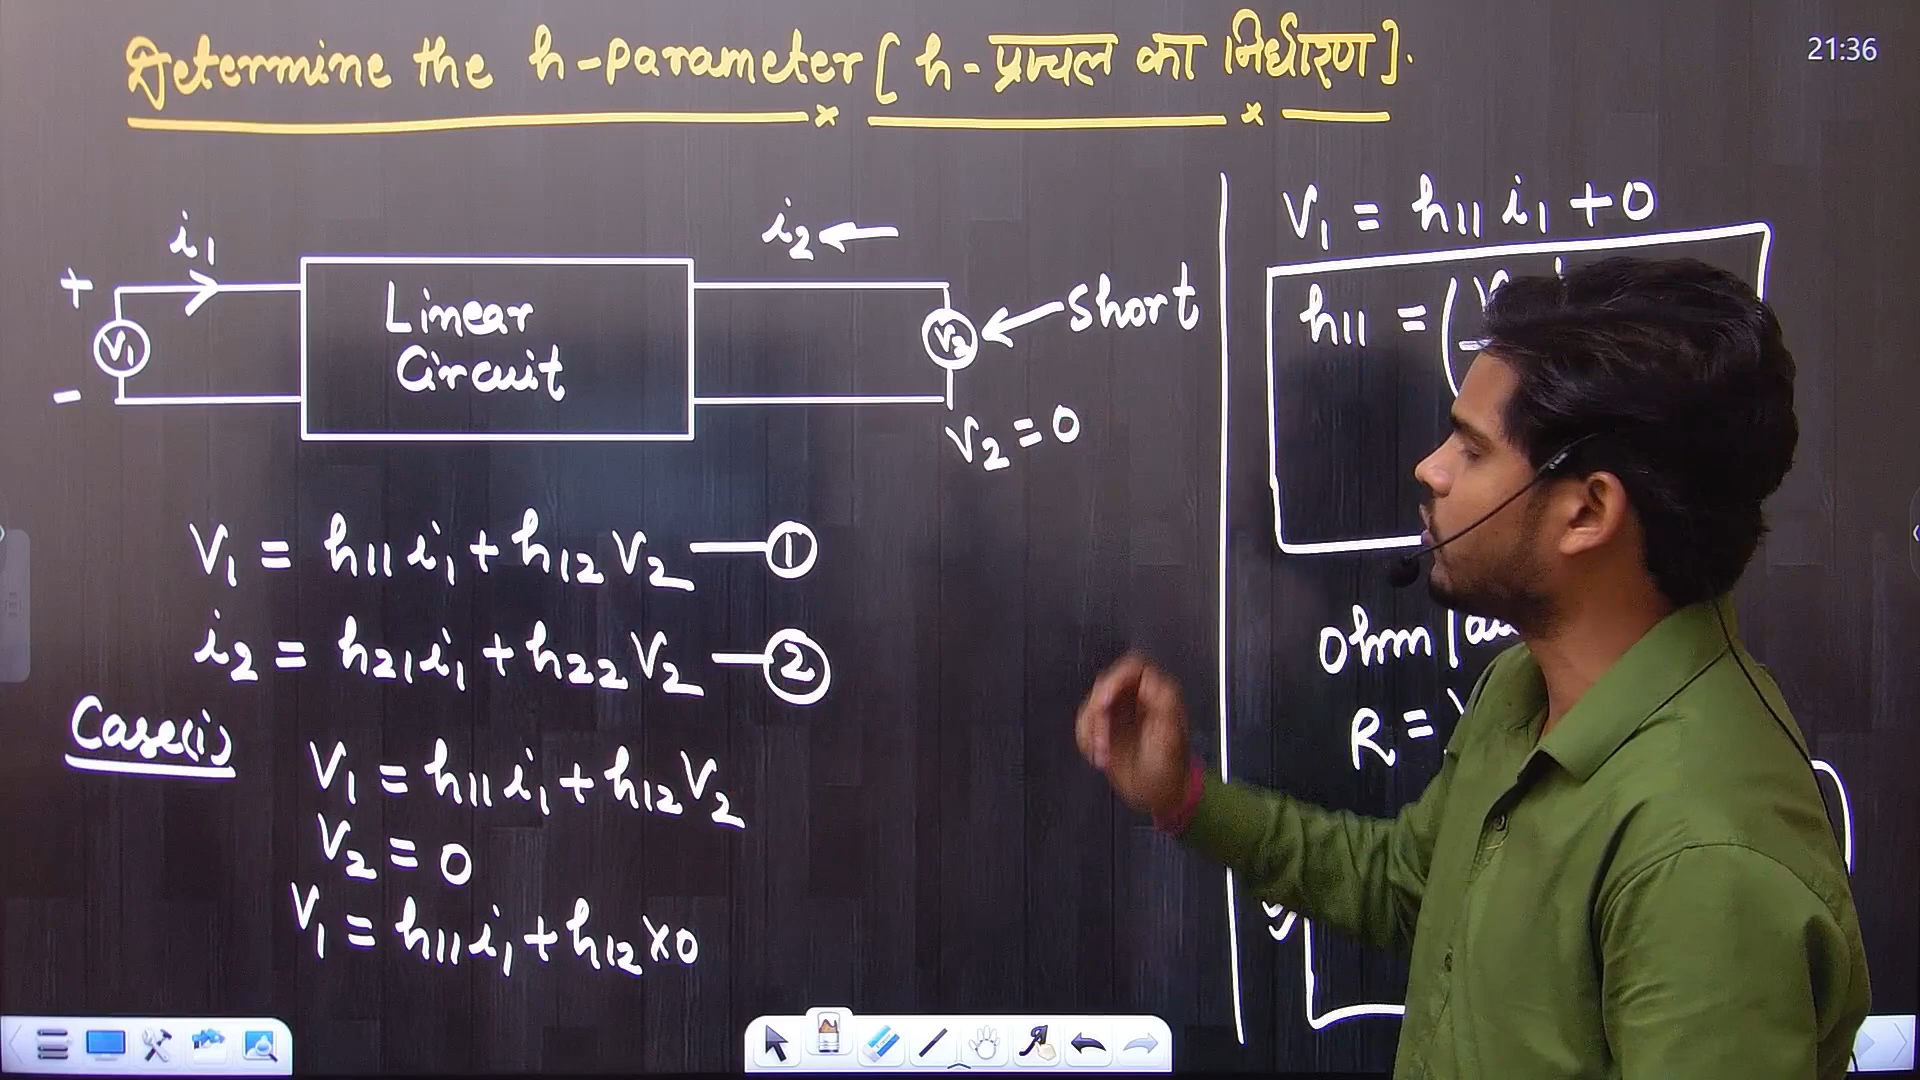 Determine the h-parameter [ h- प्राचल का निर्धारण ].
21:36
i1
i2
+
V1
-
Linear
Circuit
V2
Short
V2 = 0
V1 = h11 i1 + h12 V2 — 1
i2 = h21 i1 + h22 V2 — 2
Case(i)
V1 = h11 i1 + h12 V2
V2 = 0
V1 = h11 i1 + h12 × 0
V1 = h11 i1 + 0
h11 =
ohm
R =